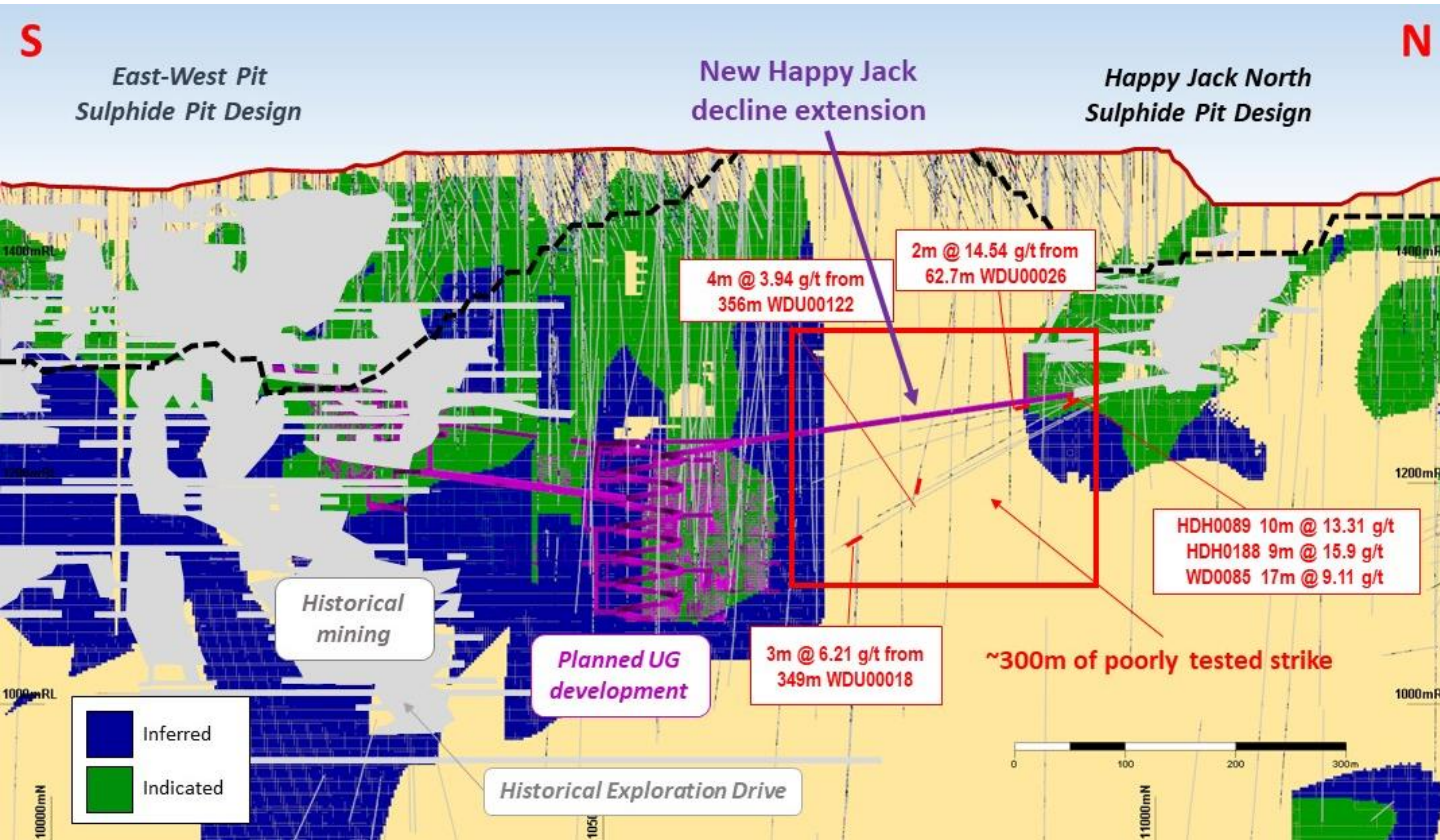 S
N
East-West Pit
Sulphide Pit Design
New Happy Jack
decline extension
Happy Jack North
Sulphide Pit Design
1400mRL
4m @ 3.94 g/t from
356m WDU00122
2m @ 14.54 g/t from
62.7m WDU00026
1200mRL
HDH0089 10m @ 13.31 g/t
HDH0188 9m @ 15.9 g/t
WD0085 17m @ 9.11 g/t
Historical
mining
Planned UG
development
3m @ 6.21 g/t from
349m WDU00018
~300m of poorly tested strike
1000mRL
Inferred
Indicated
Historical Exploration Drive
0 100 200 300m
10000mN
11000mN